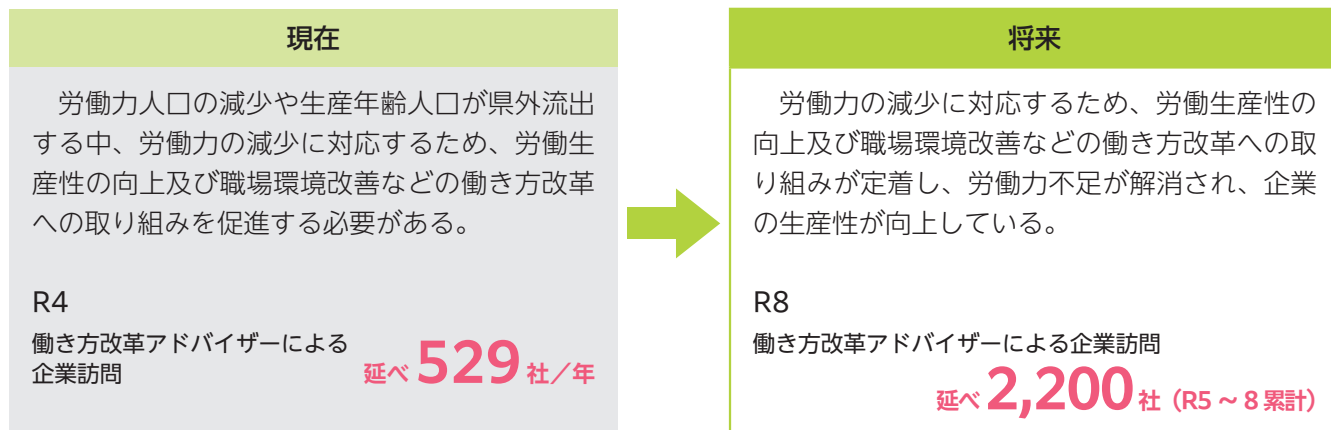 現在
労働力人口の減少や生産年齢人口が県外流出
する中、労働力の減少に対応するため、労働生
産性の向上及び職場環境改善などの働き方改革
への取り組みを促進する必要がある。
R4
働き方改革アドバイザーによる
企業訪問
延べ 529 社／年
将来
労働力の減少に対応するため、労働生産性の
向上及び職場環境改善などの働き方改革への取
り組みが定着し、労働力不足が解消され、企業
の生産性が向上している。
R8
働き方改革アドバイザーによる企業訪問
延べ 2,200 社（R5 ～ 8 累計）